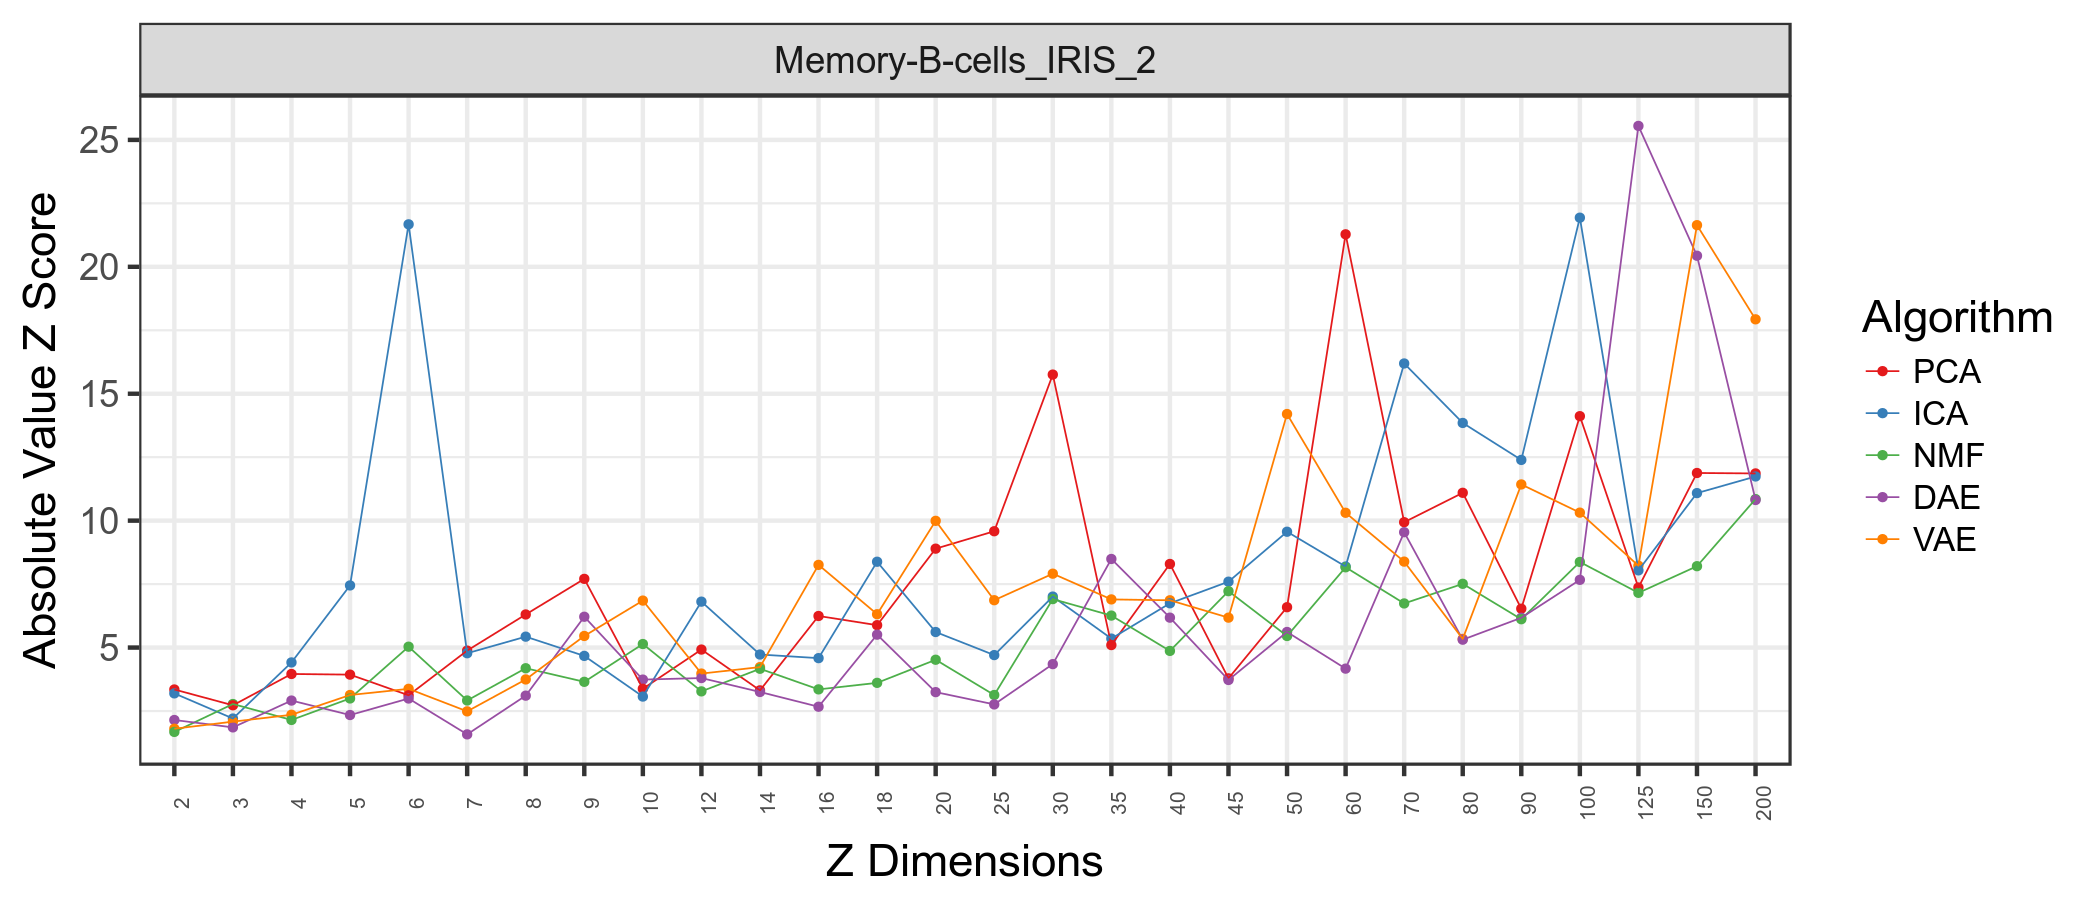 Memory-B-cells_IRIS_2
Absolute Value Z Score
25
20
15
10
5
2 3 4 5 6 7 8 9 10 12 14 16 18 20 25 30 35 40 45 50 60 70 80 90 100 125 150 200
Z Dimensions
Algorithm
PCA
ICA
NMF
DAE
VAE